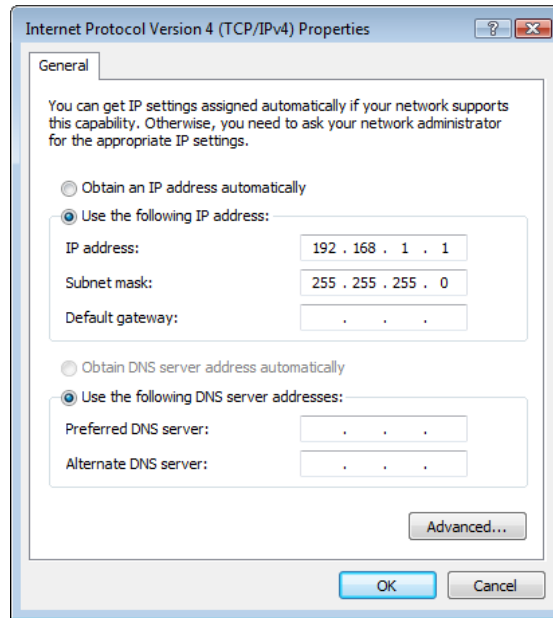 Internet Protocol Version 4 (TCP/IPv4) Properties
General
You can get IP settings assigned automatically if your network supports
this capability. Otherwise, you need to ask your network administrator
for the appropriate IP settings.
Obtain an IP address automatically
Use the following IP address:
IP address: 192 . 168 . 1 . 1
Subnet mask: 255 . 255 . 255 . 0
Default gateway: . . .
Obtain DNS server address automatically
Use the following DNS server addresses:
Preferred DNS server: . . .
Alternate DNS server: . . .
Advanced...
OK Cancel